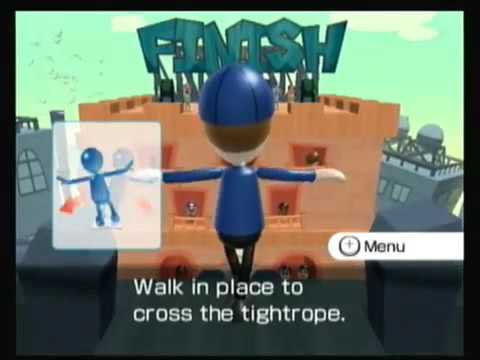 FINISH
Menu
Walk in place to
cross the tightrope.